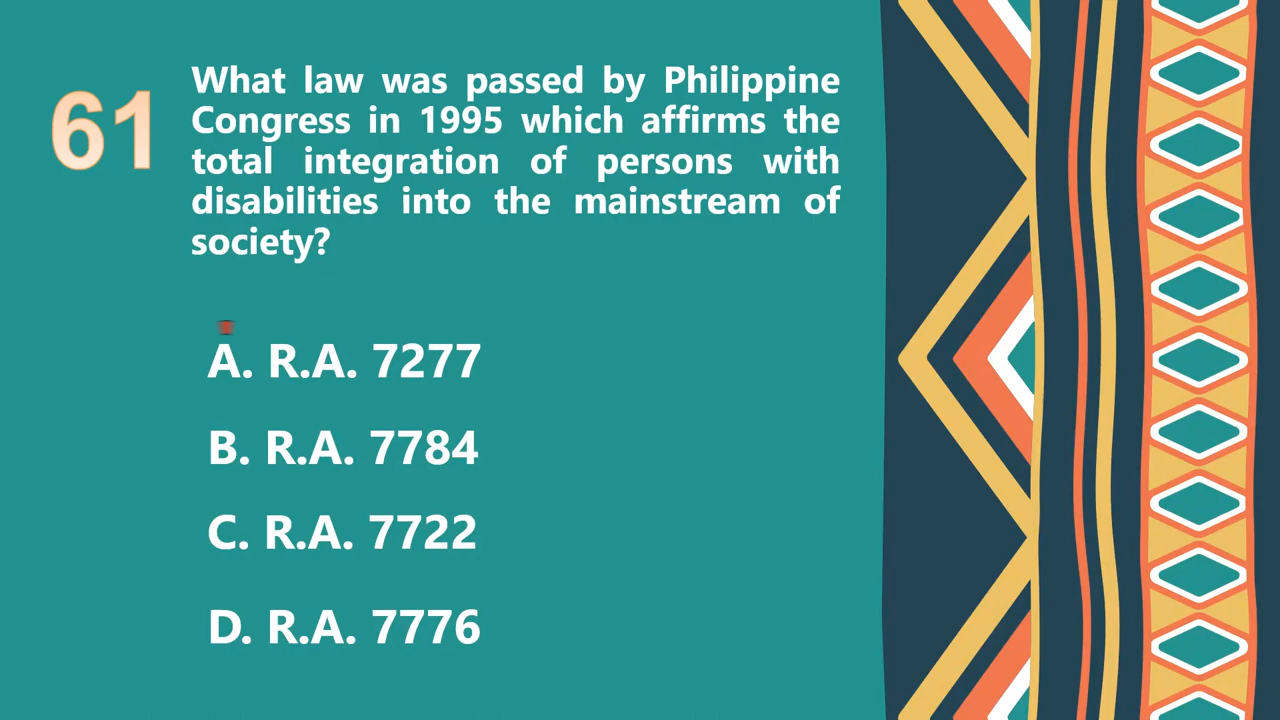 61
What law was passed by Philippine
Congress in 1995 which affirms the
total integration of persons with
disabilities into the mainstream of
society?
A. R.A. 7277
B. R.A. 7784
C. R.A. 7722
D. R.A. 7776